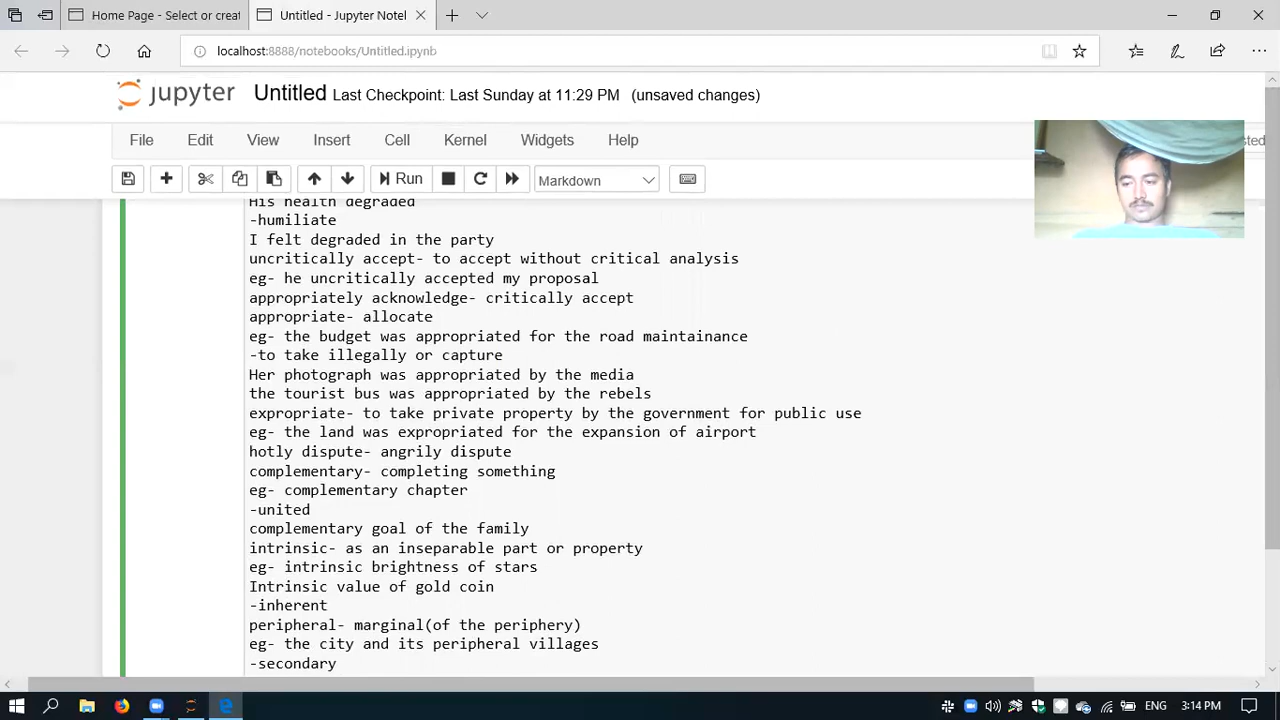 Home Page - Select or creat
Untitled - Jupyter Notel
localhost:8888/notebooks/Untitled.ipynb
jupyter Untitled Last Checkpoint: Last Sunday at 11:29 PM (unsaved changes)
File Edit View Insert Cell Kernel Widgets Help
Run Markdown
His health degraded
-humiliate
I felt degraded in the party
uncritically accept- to accept without critical analysis
eg- he uncritically accepted my proposal
appropriately acknowledge- critically accept
appropriate- allocate
eg- the budget was appropriated for the road maintainance
-to take illegally or capture
Her photograph was appropriated by the media
the tourist bus was appropriated by the rebels
expropriate- to take private property by the government for public use
eg- the land was expropriated for the expansion of airport
hotly dispute- angrily dispute
complementary- completing something
eg- complementary chapter
-united
complementary goal of the family
intrinsic- as an inseparable part or property
eg- intrinsic brightness of stars
Intrinsic value of gold coin
-inherent
peripheral- marginal(of the periphery)
eg- the city and its peripheral villages
-secondary
ENG 3:14 PM